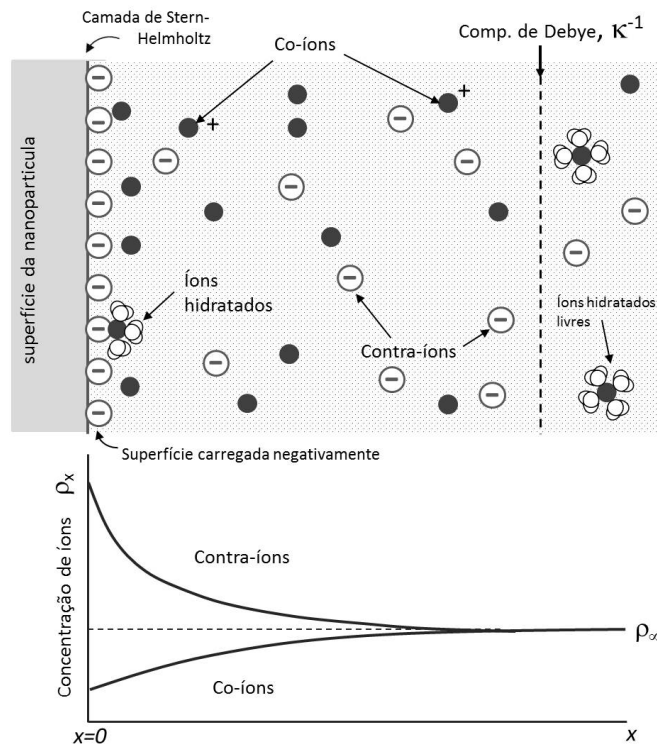 Camada de Stern-
Helmholtz
Co-íons
Comp. de Debye, κ⁻¹
+
+
superfície da nanoparticula
Íons
hidratados
Contra-íons
Íons hidratados
livres
Superfície carregada negativamente
ρx
Concentração de íons
Contra-íons
Co-íons
ρ∞
x=0
x